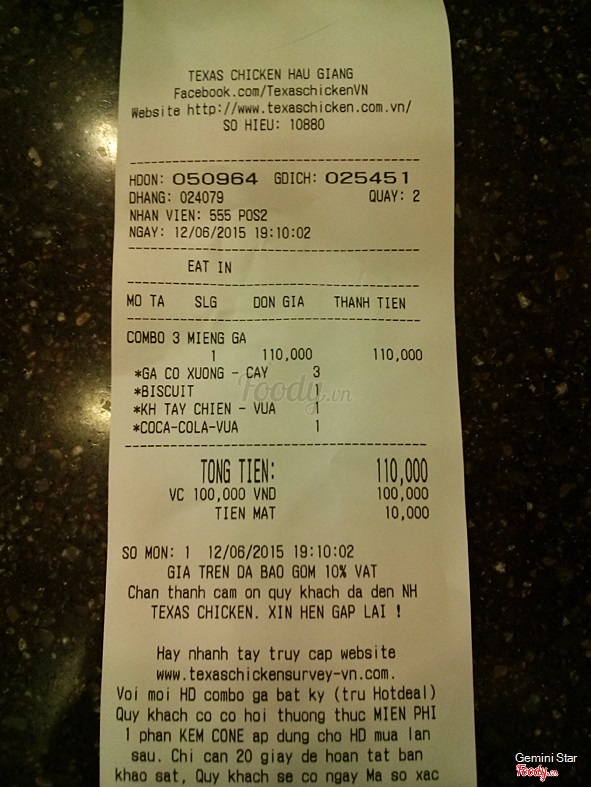 TEXAS CHICKEN HAU GIANG
Facebook.com/TexaschickenVN
Website http://www.texaschicken.com.vn/
SO HIEU: 10880
HDON: 050964 GDICH: 025451
DHANG: 024079 QUAY: 2
NHAN VIEN: 555 POS2
NGAY: 12/06/2015 19:10:02
EAT IN
MO TA SLG DON GIA THANH TIEN
COMBO 3 MIENG GA
1 110,000 110,000
*GA CO XUONG - CAY 3
*BISCUIT 1
*KH TAY CHIEN - VUA 1
*COCA-COLA-VUA 1
Foody.vn
TONG TIEN: 110,000
VC 100,000 VND 100,000
TIEN MAT 10,000
SO MON: 1 12/06/2015 19:10:02
GIA TREN DA BAO GOM 10% VAT
Chan thanh cam on quy khach da den NH
TEXAS CHICKEN. XIN HEN GAP LAI !
Hay nhanh tay truy cap website
www.texaschickensurvey-vn.com.
Voi moi HD combo ga bat ky (tru Hotdeal)
Quy khach co co hoi thuong thuc MIEN PHI
1 phan KEM CONE ap dung cho HD mua lan
sau. Chi can 20 giay de hoan tat ban
khao sat, Quy khach se co ngay Ma so xac
Gemini Star
Foody.vn